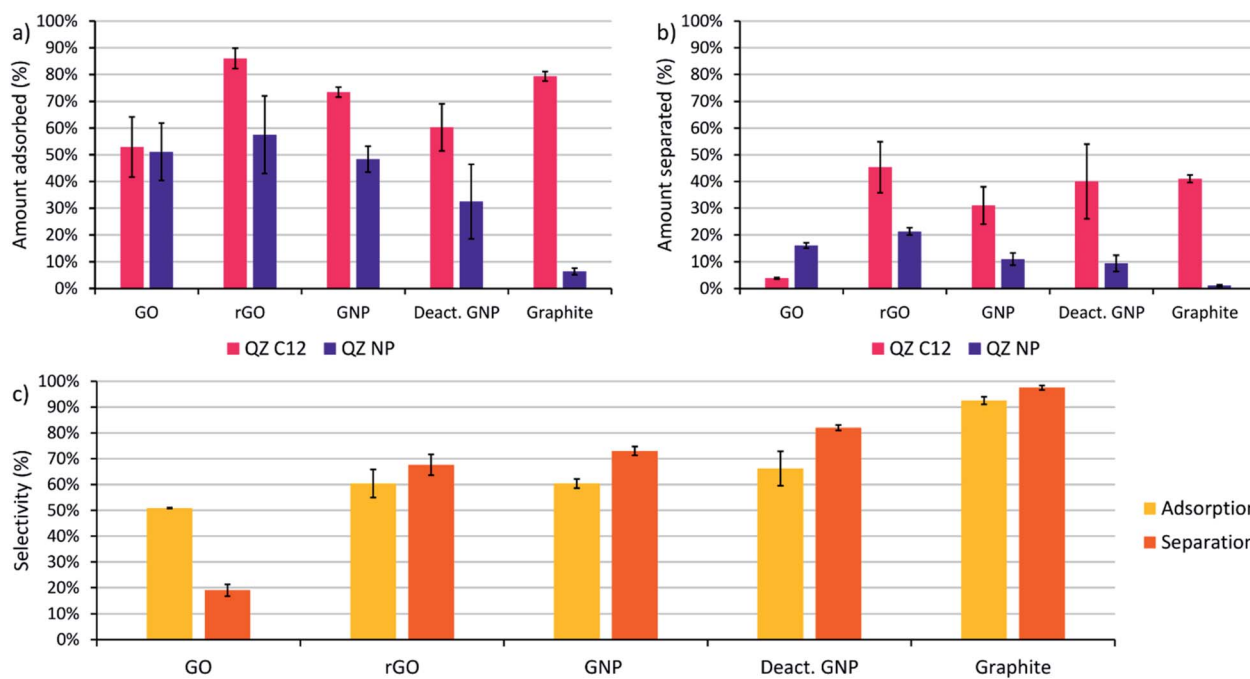 a)
Amount adsorbed (%)
100%
90%
80%
70%
60%
50%
40%
30%
20%
10%
0%
GO rGO GNP Deact. GNP Graphite
QZ C12 QZ NP
b)
Amount separated (%)
100%
90%
80%
70%
60%
50%
40%
30%
20%
10%
0%
GO rGO GNP Deact. GNP Graphite
QZ C12 QZ NP
c)
Selectivity (%)
100%
90%
80%
70%
60%
50%
40%
30%
20%
10%
0%
GO rGO GNP Deact. GNP Graphite
Adsorption
Separation